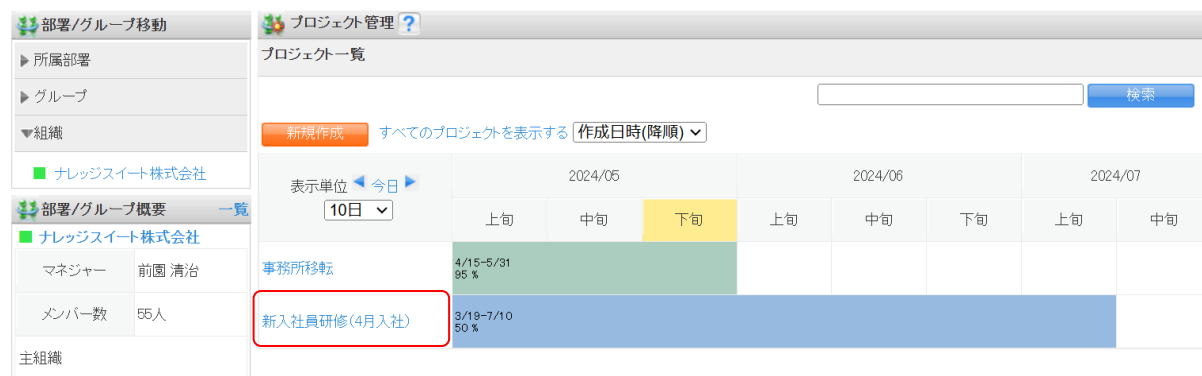 部署/グループ移動
▶所属部署
▶グループ
▼組織
ナレッジスイート株式会社
部署/グループ概要 一覧
ナレッジスイート株式会社
マネジャー 前園 清治
メンバー数 55人
主組織
プロジェクト管理 ?
プロジェクト一覧
検索
新規作成 すべてのプロジェクトを表示する 作成日時(降順)
表示単位 今日 2024/05 2024/06 2024/07
10日 上旬 中旬 下旬 上旬 中旬 下旬 上旬 中旬
事務所移転 4/15-5/31
95 %
新入社員研修(4月入社) 3/19-7/10
50 %